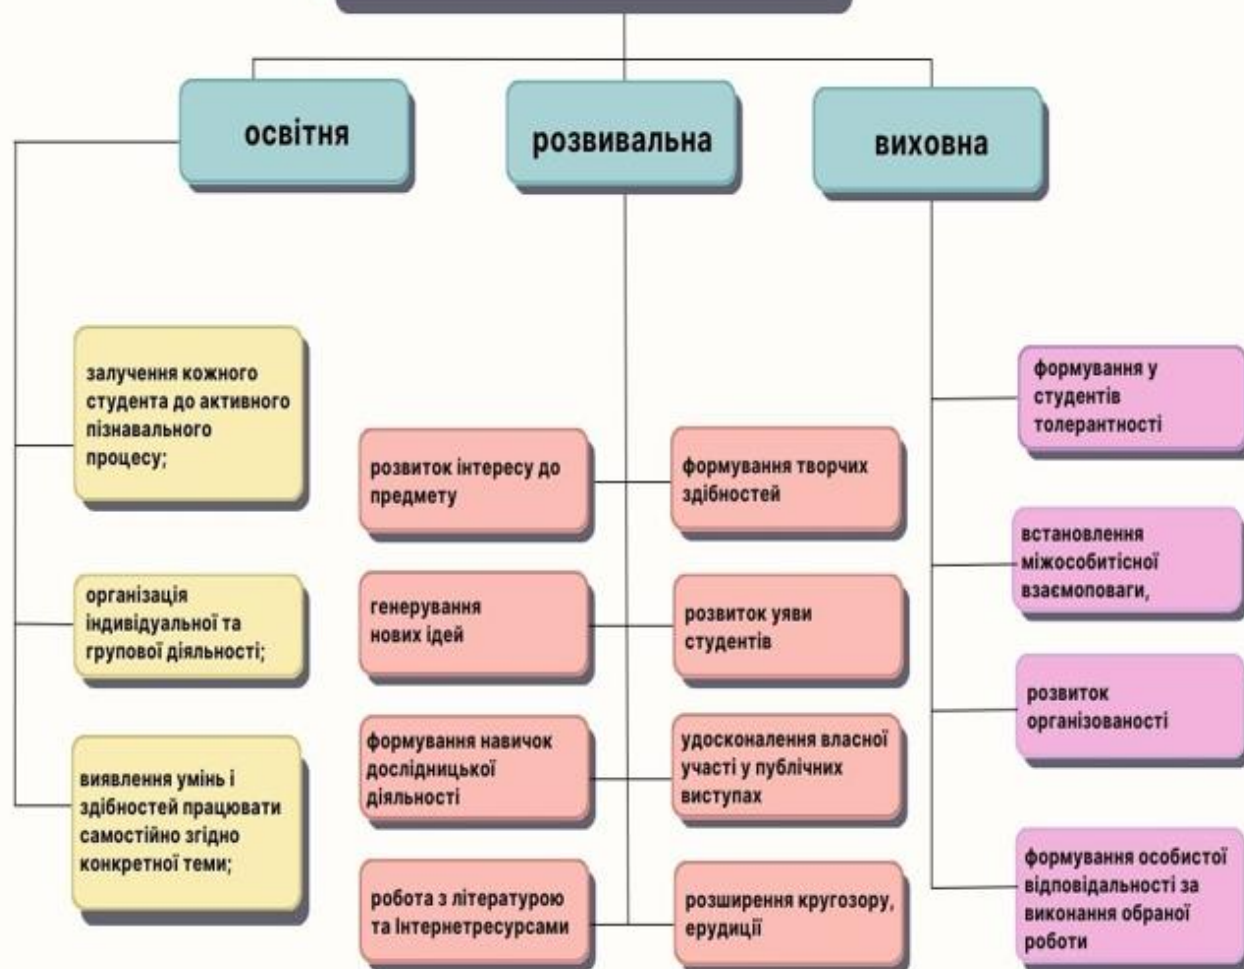 освітня
розвивальна
виховна
залучення кожного
студента до активного
пізнавального
процесу;
організація
індивідуальної та
групової діяльності;
виявлення умінь і
здібностей працювати
самостійно згідно
конкретної теми;
розвиток інтересу до
предмету
формування творчих
здібностей
генерування
нових ідей
розвиток уяви
студентів
формування навичок
дослідницької
діяльності
удосконалення власної
участі у публічних
виступах
робота з літературою
та Інтернетресурсами
розширення кругозору,
ерудиції
формування у
студентів
толерантності
встановлення
міжособитісної
взаємоповаги,
розвиток
організованості
формування особистої
відповідальності за
виконання обраної
роботи